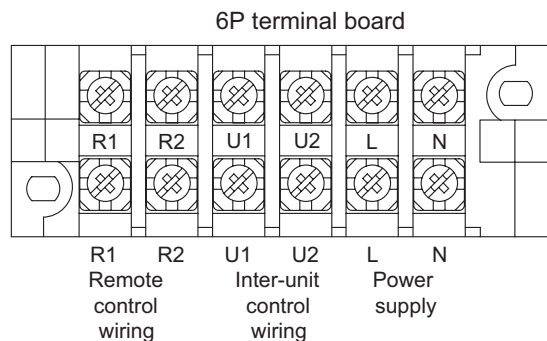 6P terminal board
R1 R2 U1 U2 L N
R1 R2 U1 U2 L N
Remote Inter-unit Power
control control supply
wiring wiring